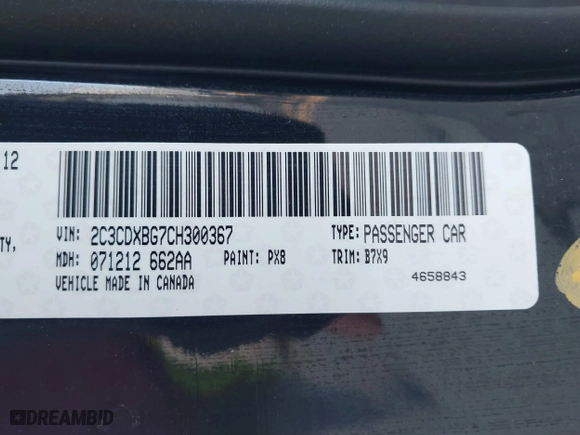 12
VIN: 2C3CDXBG7CH300367 TYPE: PASSENGER CAR
TY, MDH: 071212 662AA PAINT: PX8 TRIM: B7X9
VEHICLE MADE IN CANADA 4658843
DREAMBID